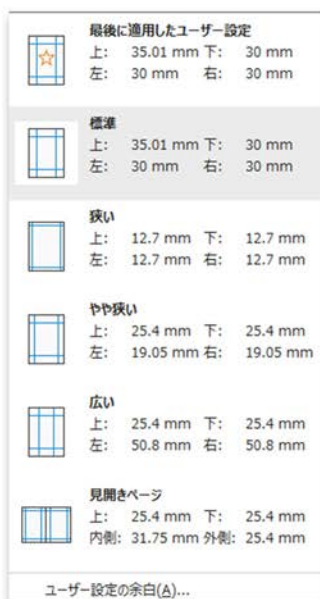 最後に適用したユーザー設定
上: 35.01 mm 下: 30 mm
左: 30 mm 右: 30 mm
標準
上: 35.01 mm 下: 30 mm
左: 30 mm 右: 30 mm
狭い
上: 12.7 mm 下: 12.7 mm
左: 12.7 mm 右: 12.7 mm
やや狭い
上: 25.4 mm 下: 25.4 mm
左: 19.05 mm 右: 19.05 mm
広い
上: 25.4 mm 下: 25.4 mm
左: 50.8 mm 右: 50.8 mm
見開きページ
上: 25.4 mm 下: 25.4 mm
内側: 31.75 mm 外側: 25.4 mm
ユーザー設定の余白(A)...